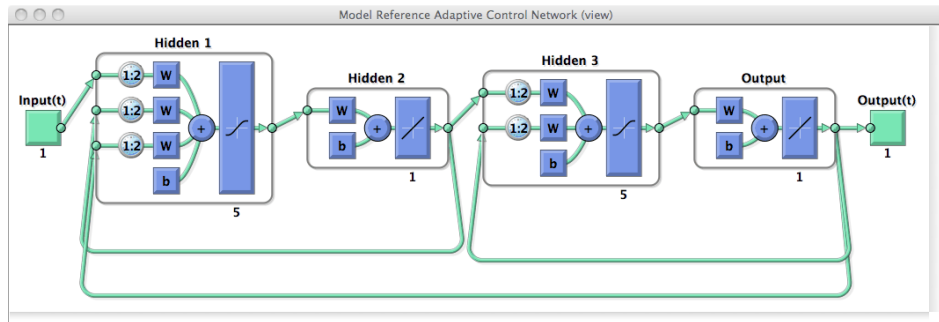 Model Reference Adaptive Control Network (view)
Hidden 1
Hidden 2
Hidden 3
Output
Input(t)
Output(t)
1:2 W
1:2 W
1:2 W
b
+
5
W
b
+
1
1:2 W
1:2 W
b
+
5
W
b
+
1
1
1